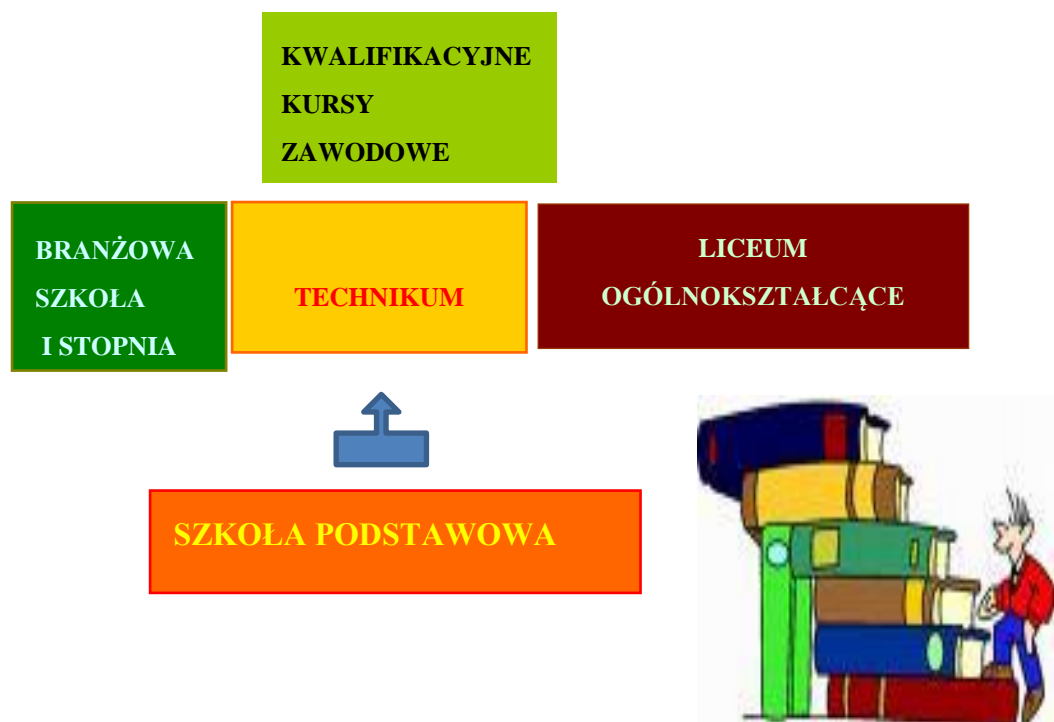 KWALIFIKACYJNE
KURSY
ZAWODOWE
BRANŻOWA
SZKOŁA
I STOPNIA
TECHNIKUM
LICEUM
OGÓLNOKSZTAŁCĄCE
SZKOŁA PODSTAWOWA